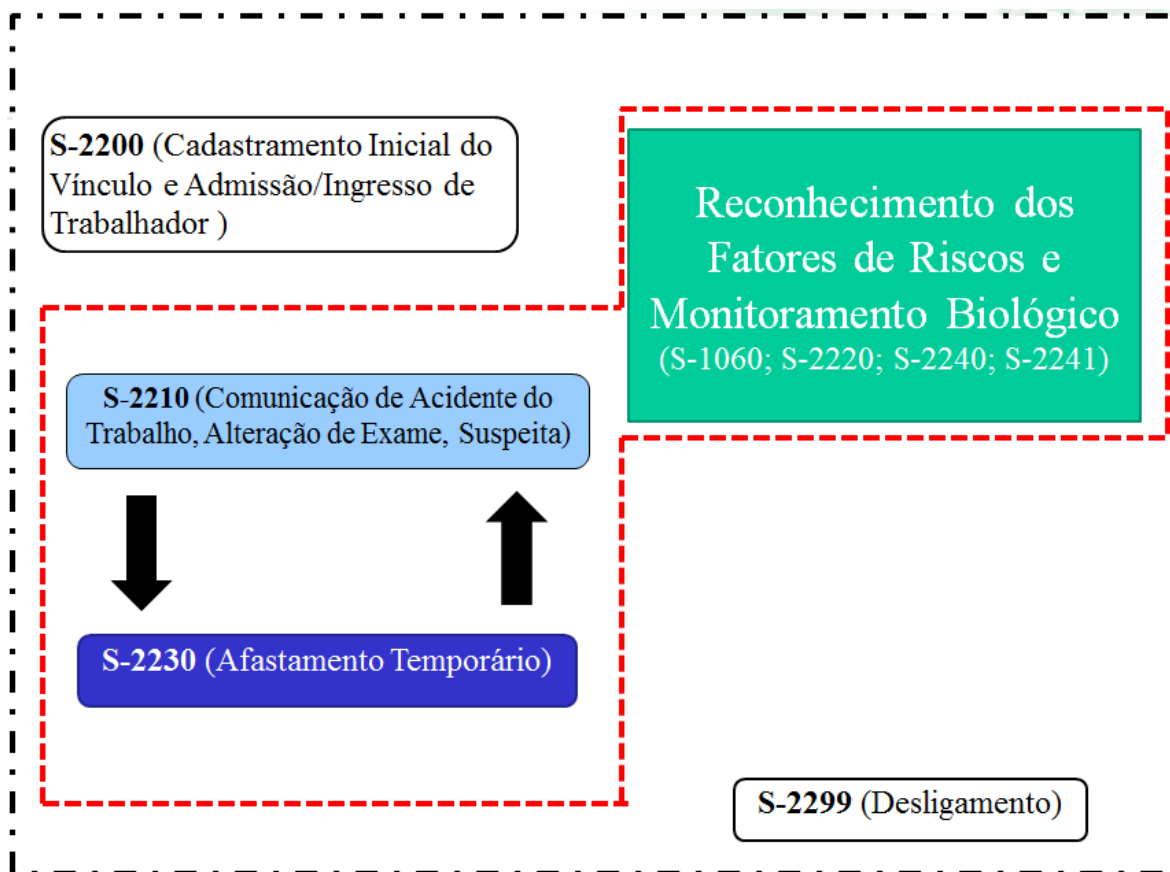 S-2200 (Cadastramento Inicial do
Vínculo e Admissão/Ingresso de
Trabalhador )
Reconhecimento dos
Fatores de Riscos e
Monitoramento Biológico
(S-1060; S-2220; S-2240; S-2241)
S-2210 (Comunicação de Acidente do
Trabalho, Alteração de Exame, Suspeita)
S-2230 (Afastamento Temporário)
S-2299 (Desligamento)